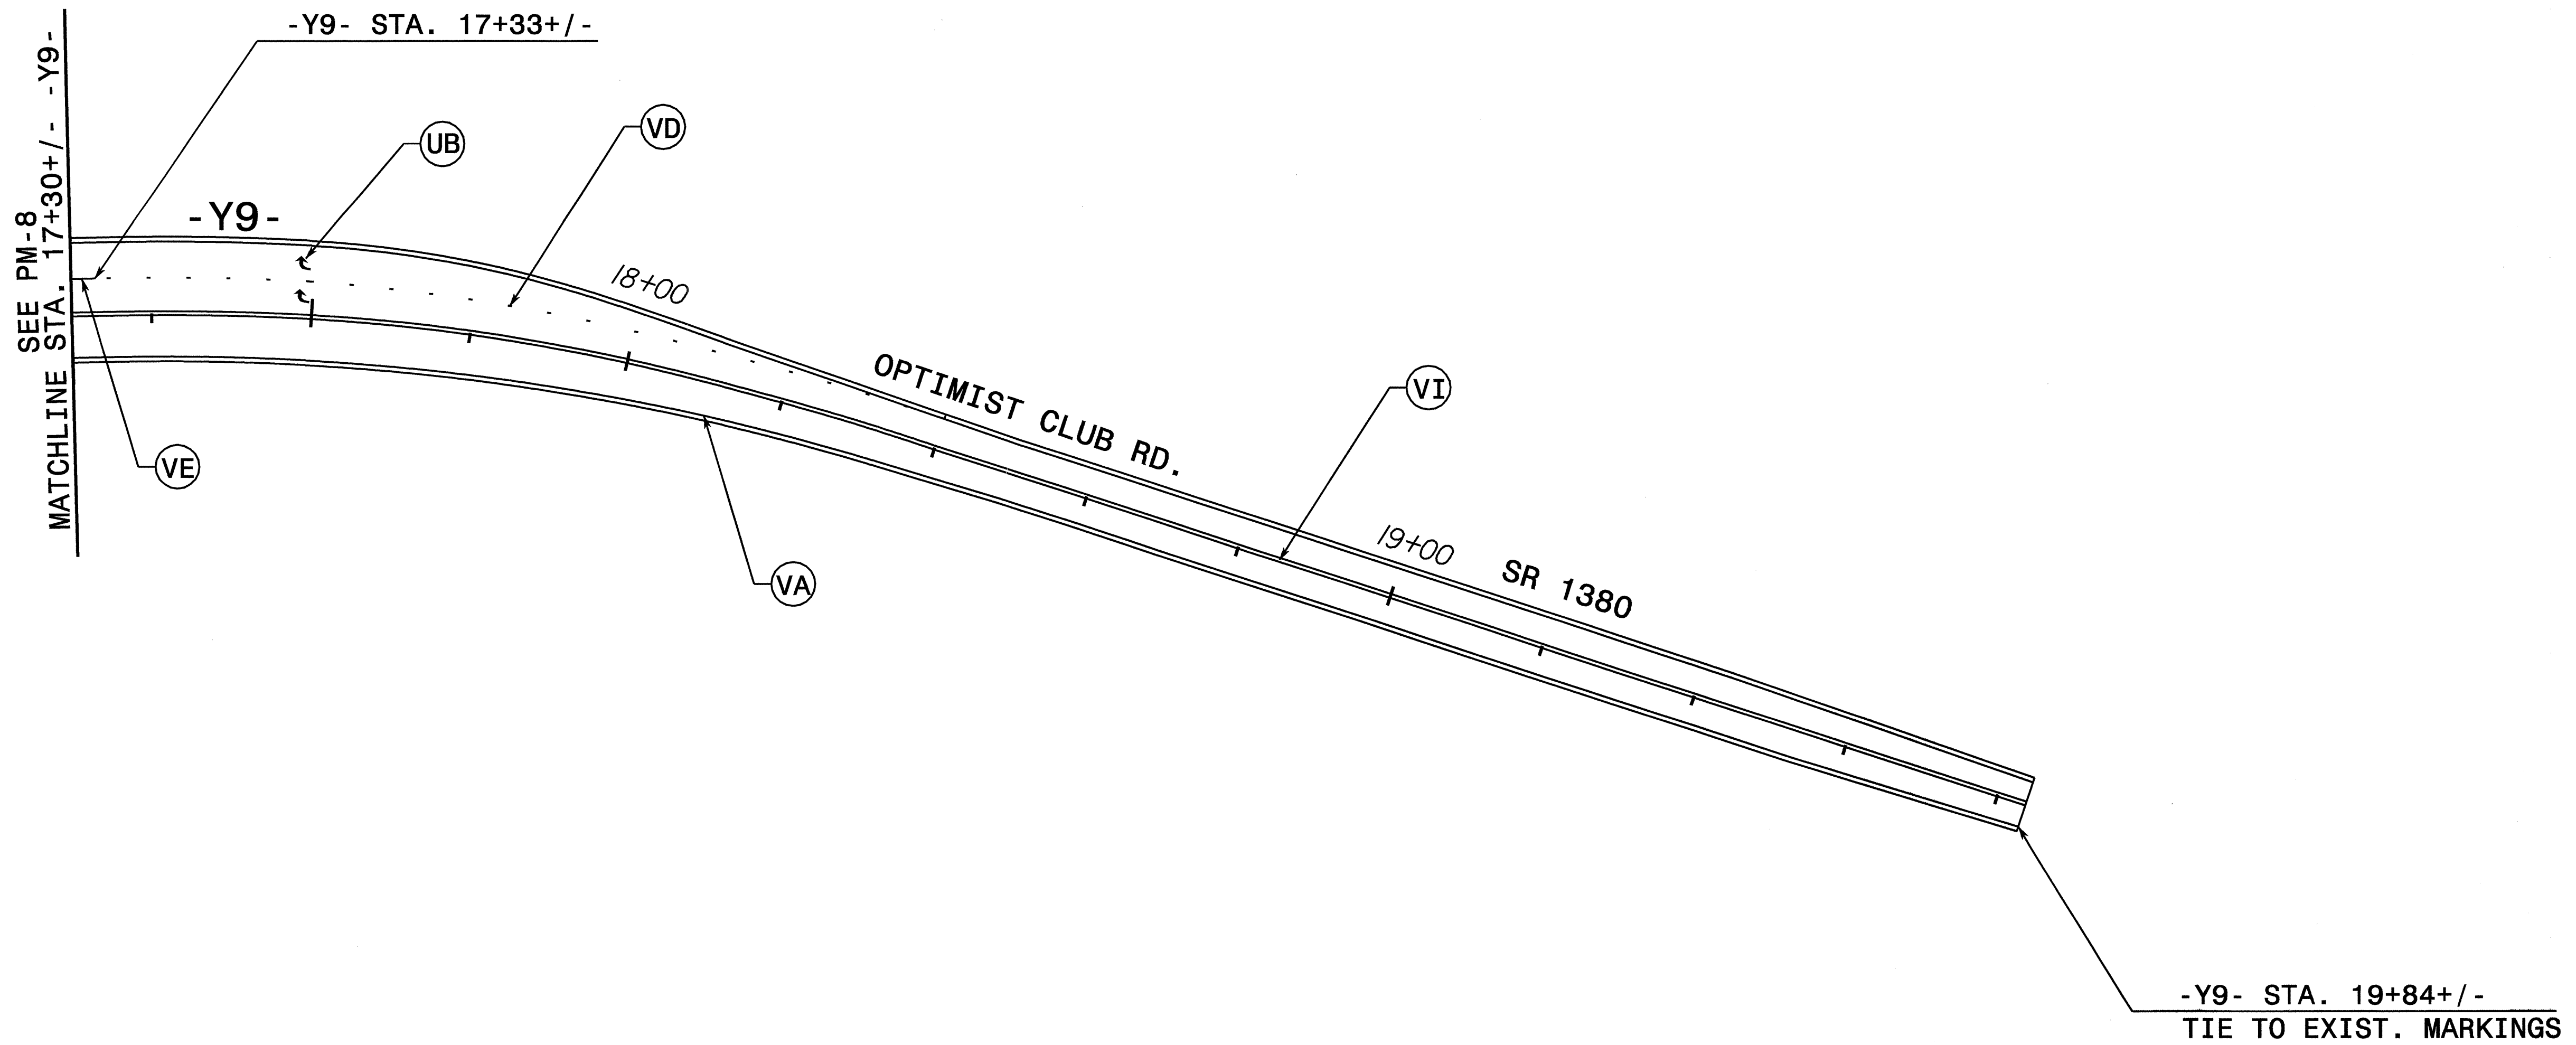 -Y9- STA. 17+33+/-
SEE PM-8
MATCHLINE STA. 17+30+/- -Y9-
UB
VD
-Y9-
18+00
OPTIMIST CLUB RD.
VI
VE
VA
19+00
SR 1380
-Y9- STA. 19+84+/-
TIE TO EXIST. MARKINGS